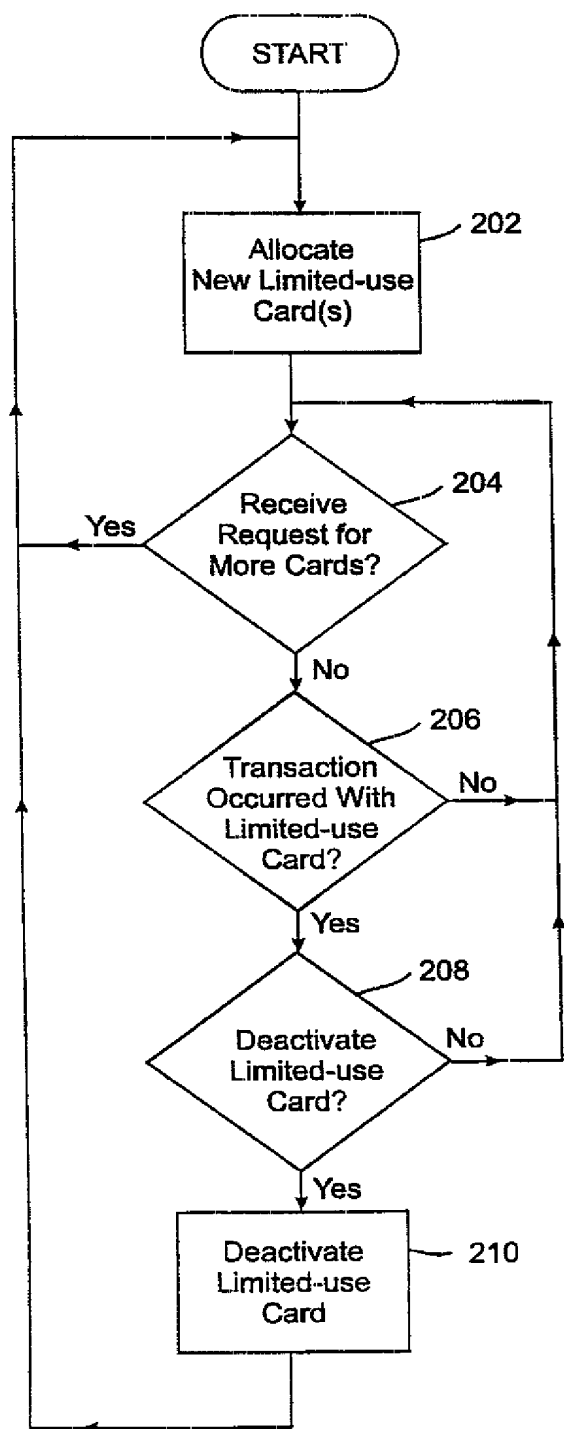 START
202
Allocate
New Limited-use
Card(s)
204
Receive
Request for
More Cards?
Yes
No
206
Transaction
Occurred With
Limited-use
Card?
No
Yes
208
Deactivate
Limited-use
Card?
No
Yes
210
Deactivate
Limited-use
Card